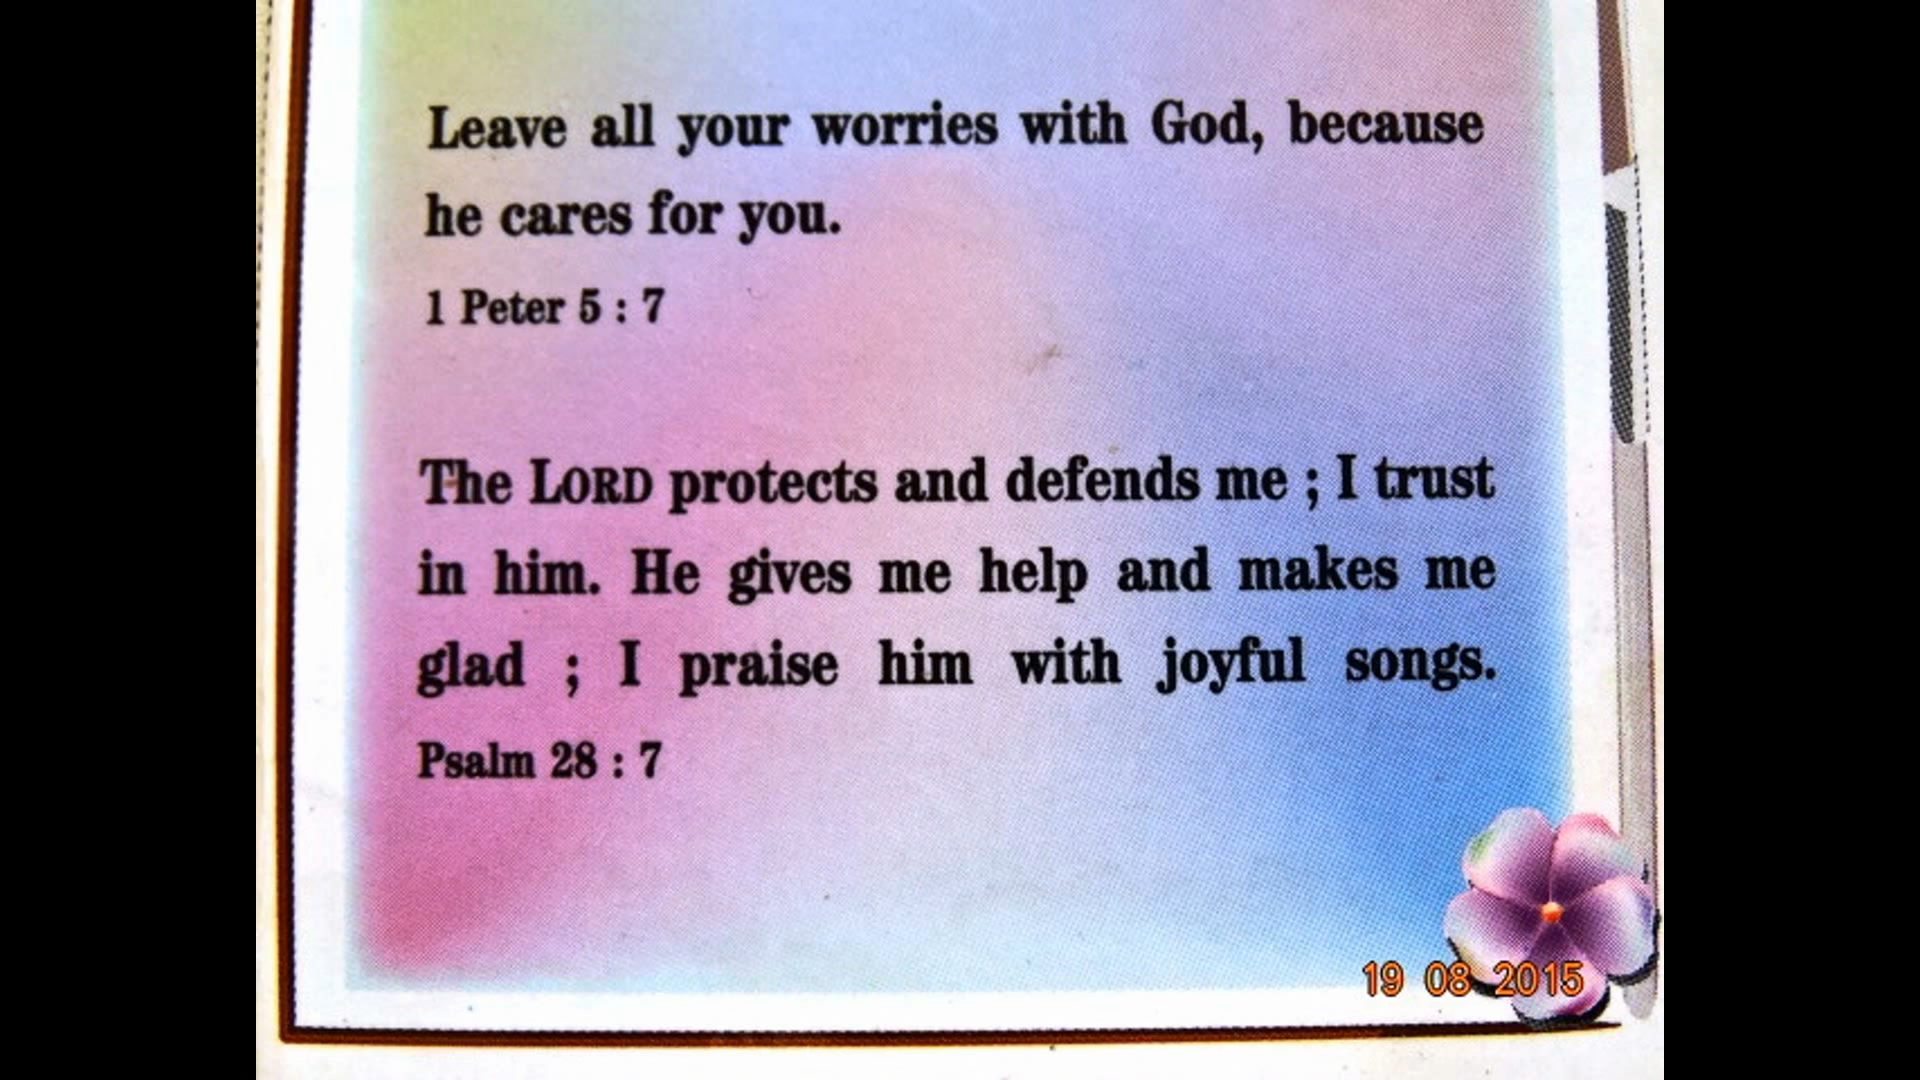 Leave all your worries with God, because
he cares for you.
1 Peter 5 : 7
The LORD protects and defends me ; I trust
in him. He gives me help and makes me
glad ; I praise him with joyful songs.
Psalm 28 : 7
19 08 2015